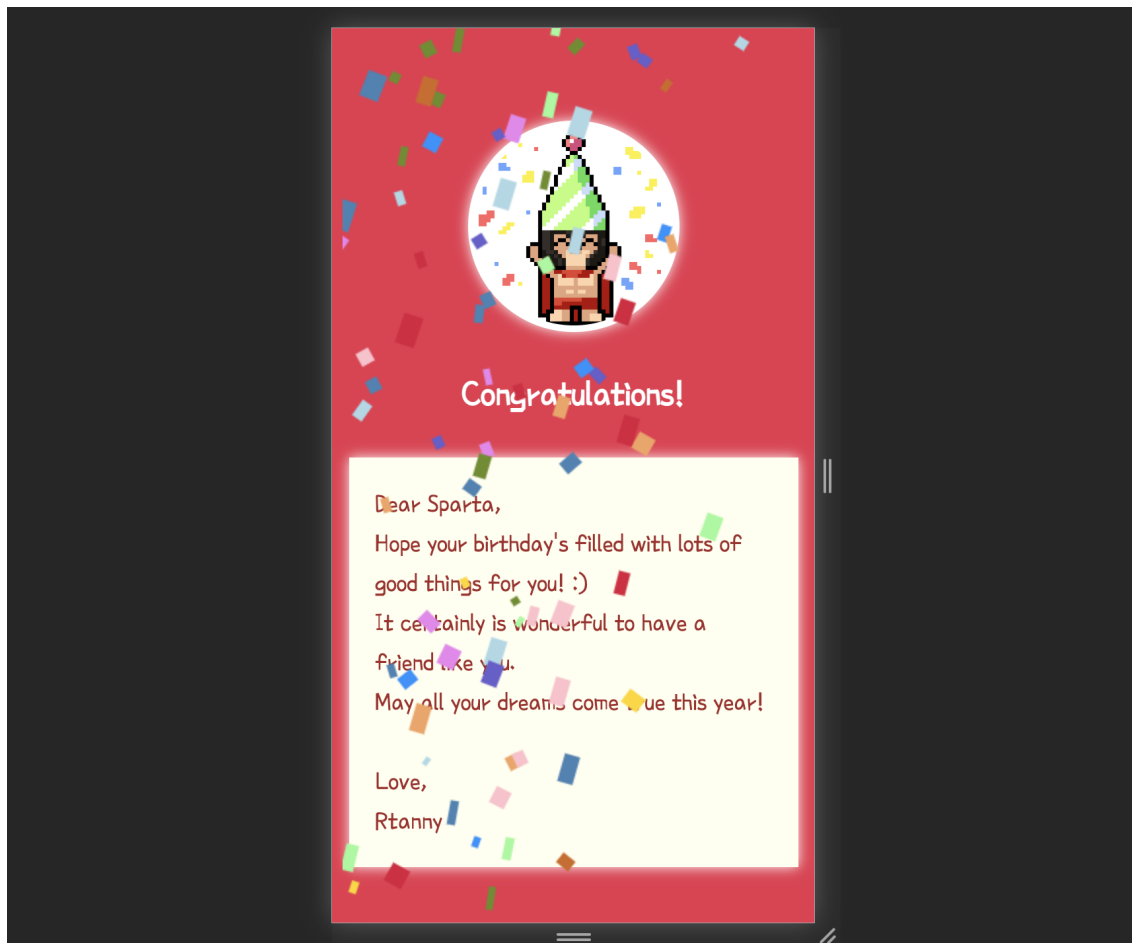 Congratulations!
Dear Sparta,
Hope your birthday's filled with lots of
good things for you! :)
It certainly is wonderful to have a
friend like you.
May all your dreams come true this year!
Love,
Rtanny